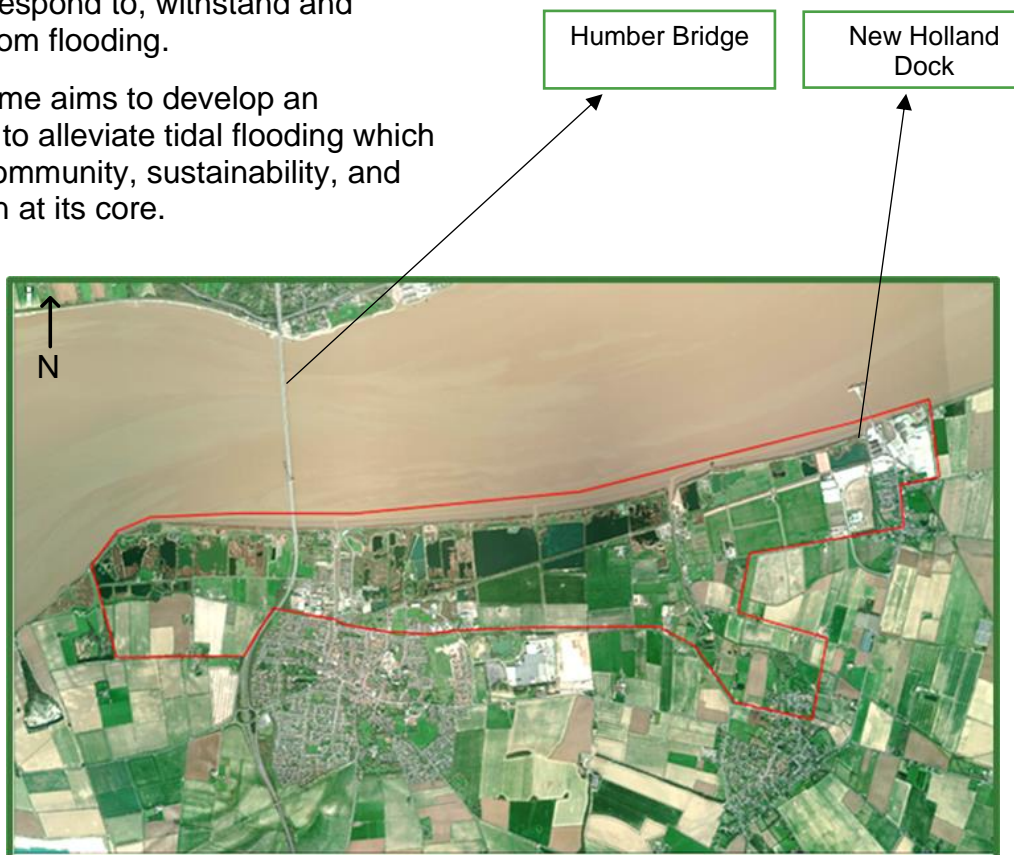 espond to, withstand and
om flooding.
me aims to develop an
to alleviate tidal flooding which
ommunity, sustainability, and
n at its core.
Humber Bridge
New Holland
Dock
N